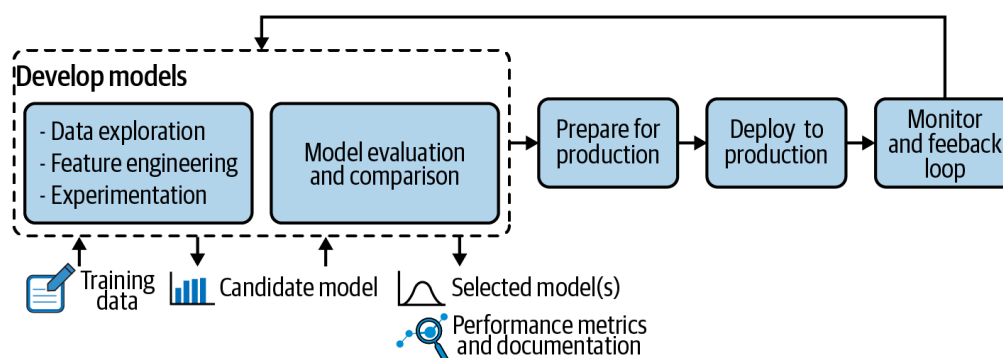 Develop models
- Data exploration
- Feature engineering
- Experimentation
Model evaluation
and comparison
Prepare for
production
Deploy to
production
Monitor
and feeback
loop
Training
data
Candidate model
Selected model(s)
Performance metrics
and documentation